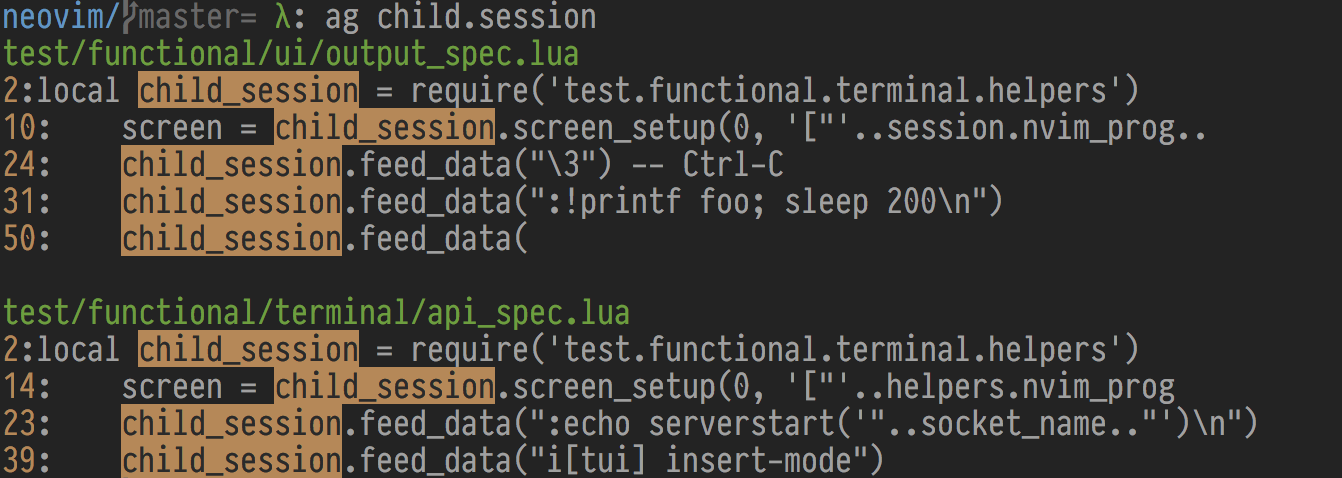 neovim/master= λ: ag child.session
test/functional/ui/output_spec.lua
2:local child_session = require('test.functional.terminal.helpers')
10:    screen = child_session.screen_setup(0, '["'..session.nvim_prog..
24:    child_session.feed_data("\3") -- Ctrl-C
31:    child_session.feed_data(":!printf foo; sleep 200\n")
50:    child_session.feed_data(

test/functional/terminal/api_spec.lua
2:local child_session = require('test.functional.terminal.helpers')
14:    screen = child_session.screen_setup(0, '["'..helpers.nvim_prog
23:    child_session.feed_data(":echo serverstart('"..socket_name.."')\n")
39:    child_session.feed_data("i[tui] insert-mode")